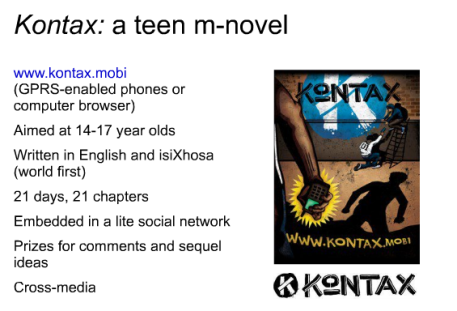 Kontax: a teen m-novel
www.kontax.mobi
(GPRS-enabled phones or
computer browser)
Aimed at 14-17 year olds
Written in English and isiXhosa
(world first)
21 days, 21 chapters
Embedded in a lite social network
Prizes for comments and sequel
ideas
Cross-media
KONTAX
WWW.KONTAX.MOBI
KONTAX